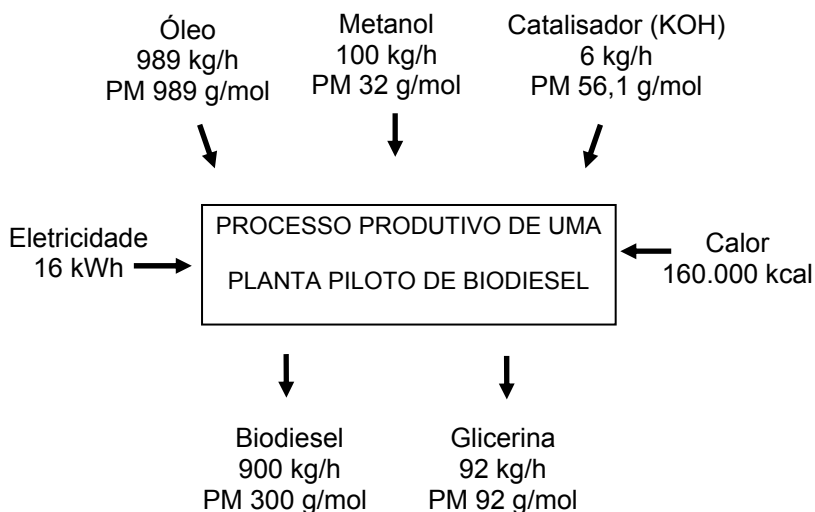 Óleo
989 kg/h
PM 989 g/mol
Metanol
100 kg/h
PM 32 g/mol
Catalisador (KOH)
6 kg/h
PM 56,1 g/mol
Eletricidade
16 kWh
PROCESSO PRODUTIVO DE UMA
PLANTA PILOTO DE BIODIESEL
Calor
160.000 kcal
Biodiesel
900 kg/h
PM 300 g/mol
Glicerina
92 kg/h
PM 92 g/mol